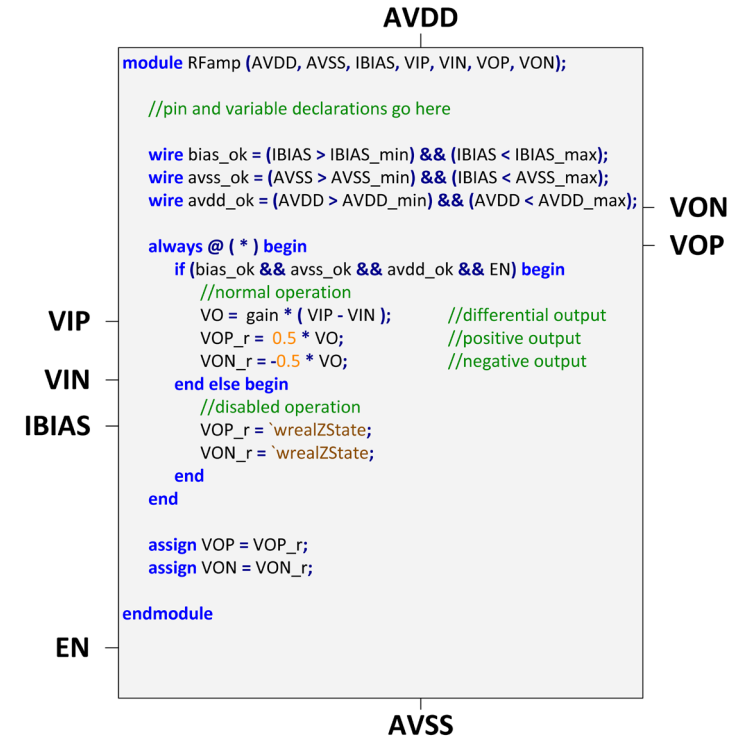 AVDD
module RFamp (AVDD, AVSS, IBIAS, VIP, VIN, VOP, VON);
//pin and variable declarations go here
wire bias_ok = (IBIAS > IBIAS_min) && (IBIAS < IBIAS_max);
wire avss_ok = (AVSS > AVSS_min) && (IBIAS < AVSS_max);
wire avdd_ok = (AVDD > AVDD_min) && (AVDD < AVDD_max);
VON
VOP
always @ ( * ) begin
if (bias_ok && avss_ok && avdd_ok && EN) begin
//normal operation
VIP
VO = gain * ( VIP - VIN ); //differential output
VOP_r = 0.5 * VO; //positive output
VON_r = -0.5 * VO; //negative output
VIN
end else begin
//disabled operation
IBIAS
VOP_r = `wrealZState;
VON_r = `wrealZState;
end
end
assign VOP = VOP_r;
assign VON = VON_r;
endmodule
EN
AVSS